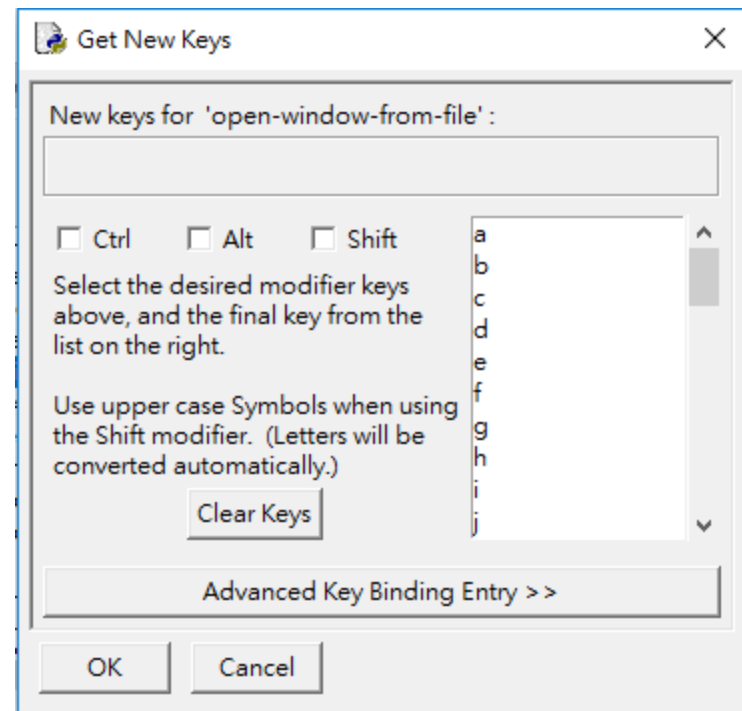 Get New Keys
New keys for 'open-window-from-file' :
Ctrl
Alt
Shift
Select the desired modifier keys
above, and the final key from the
list on the right.
Use upper case Symbols when using
the Shift modifier. (Letters will be
converted automatically.)
Clear Keys
a
b
c
d
e
f
g
h
i
j
Advanced Key Binding Entry >>
OK
Cancel